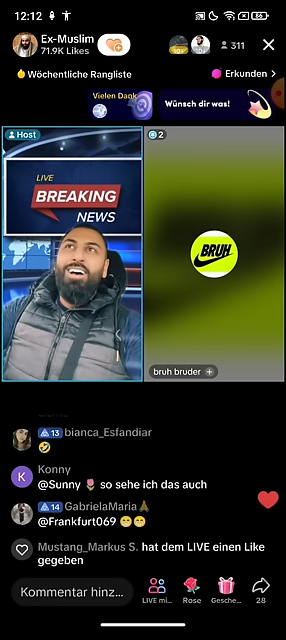 12:12
86
Ex-Muslim
71.9K Likes
10+
311
Wöchentliche Rangliste
Erkunden >
Vielen Dank
Wünsch dir was!
Host
2
LIVE
BREAKING
NEWS
BRUH
bruh bruder +
13 bianca_Esfandiar
🤣
K
Konny
@Sunny 🌷 so sehe ich das auch
14 GabrielaMaria🙏
@Frankfurt069 😁😁
Mustang_Markus S. hat dem LIVE einen Like
gegeben
Kommentar hinz...
LIVE mi...
Rose
Gesche...
28